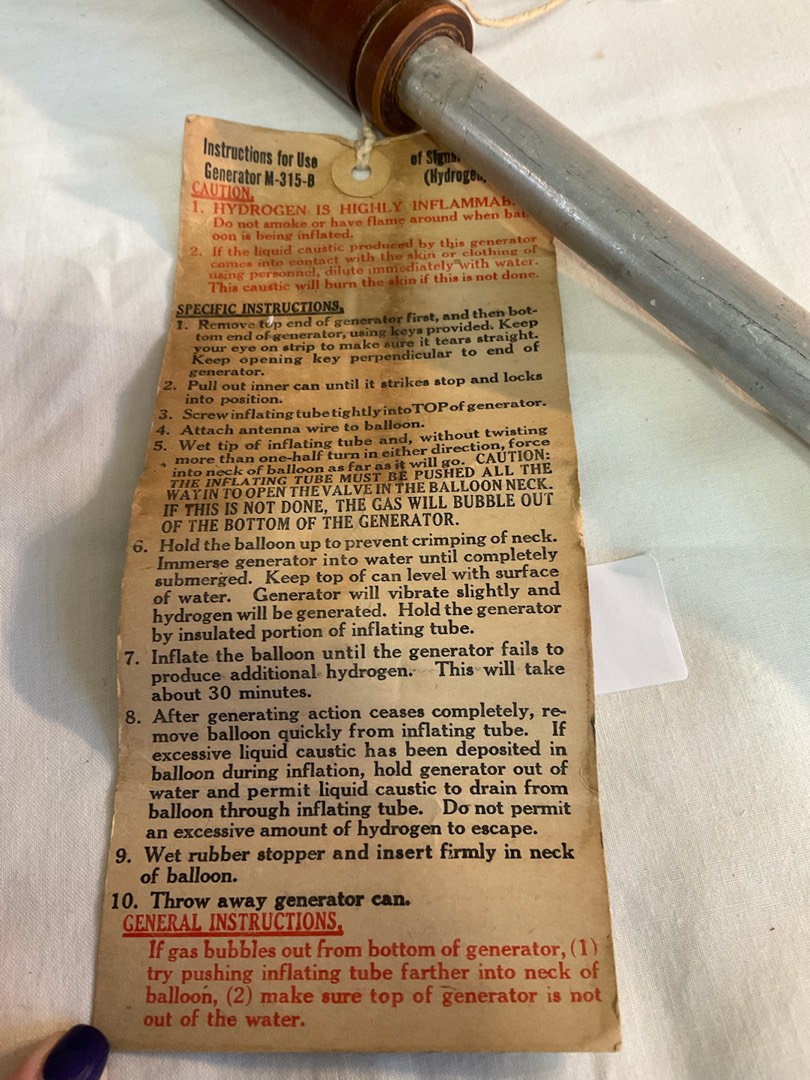 Instructions for Use of
Generator M-315-B (Hydrogen
CAUTION.
1. HYDROGEN IS HIGHLY
Do not smoke or have flame around when
oon is being inflated.
2. If the liquid caustic produced by this generator
comes into contact with the skin or clothing of
using personnel, dilute immediately with water.
This caustic will burn the skin if this is not done.
SPECIFIC INSTRUCTIONS.
1. Remove top end of generator first, and then bot-
tom end of generator, using keys provided. Keep
your eye on strip to make sure it tears straight.
Keep opening key perpendicular to end of
generator.
2. Pull out inner can until it strikes stop and locks
into position.
3. Screw inflating tube tightly into TOP of generator.
4. Attach antenna wire to balloon.
5. Wet tip of inflating tube and, without twisting
more than one-half turn in either direction, force
into neck of balloon as far as it will go. CAUTION:
THE INFLATING TUBE MUST BE PUSHED ALL THE
WAY IN TO OPEN THE VALVE IN THE BALLOON NECK.
IF THIS IS NOT DONE, THE GAS WILL BUBBLE OUT
OF THE BOTTOM OF THE GENERATOR.
6. Hold the balloon up to prevent crimping of neck.
Immerse generator into water until completely
submerged. Keep top of can level with surface
of water. Generator will vibrate slightly and
hydrogen will be generated. Hold the generator
by insulated portion of inflating tube.
7. Inflate the balloon until the generator fails to
produce additional hydrogen. This will take
about 30 minutes.
8. After generating action ceases completely, re-
move balloon quickly from inflating tube. If
excessive liquid caustic has been deposited in
balloon during inflation, hold generator out of
water and permit liquid caustic to drain from
balloon through inflating tube. Do not permit
an excessive amount of hydrogen to escape.
9. Wet rubber stopper and insert firmly in neck
of balloon.
10. Throw away generator can.
GENERAL INSTRUCTIONS.
If gas bubbles out from bottom of generator, (1)
try pushing inflating tube farther into neck of
balloon, (2) make sure top of generator is not
out of the water.